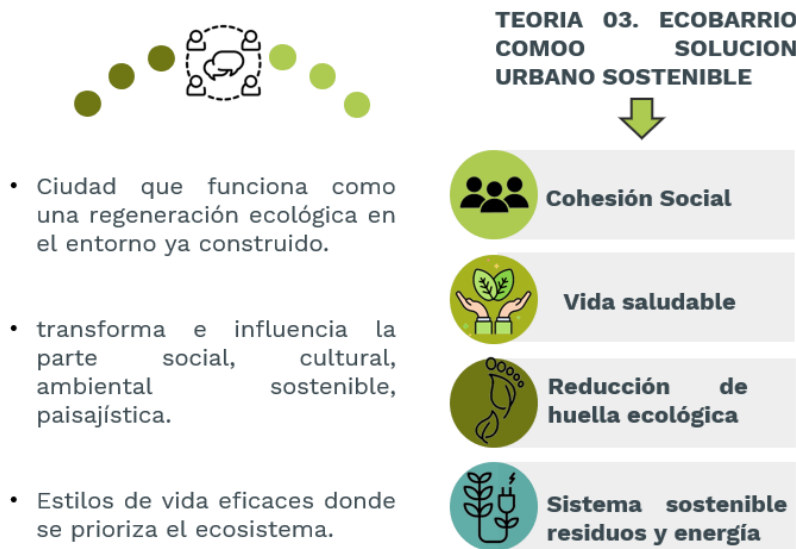 TEORIA 03. ECOBARRIO
COMOO SOLUCION
URBANO SOSTENIBLE
• Ciudad que funciona como
una regeneración ecológica en
el entorno ya construido.
• transforma e influencia la
parte social, cultural,
ambiental sostenible,
paisajística.
• Estilos de vida eficaces donde
se prioriza el ecosistema.
Cohesión Social
Vida saludable
Reducción de
huella ecológica
Sistema sostenible
residuos y energía